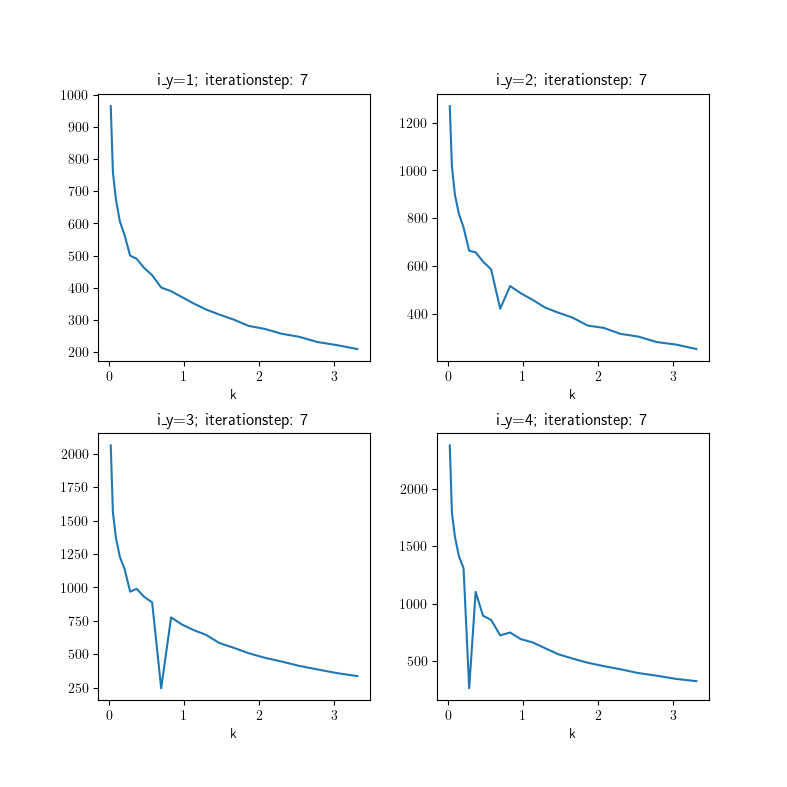 i_y=1; iterationstep: 7
1000
900
800
700
600
500
400
300
200
0 1 2 3
k
i_y=2; iterationstep: 7
1200
1000
800
600
400
0 1 2 3
k
i_y=3; iterationstep: 7
2000
1750
1500
1250
1000
750
500
250
0 1 2 3
k
i_y=4; iterationstep: 7
2000
1500
1000
500
0 1 2 3
k